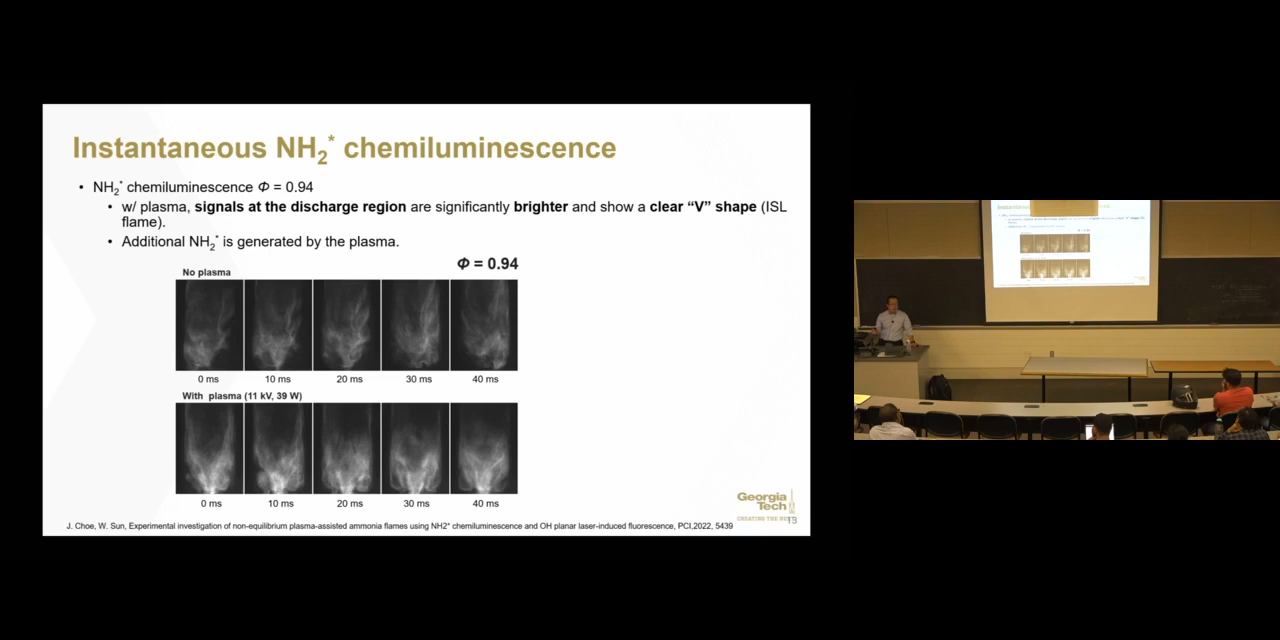 Instantaneous NH2* chemiluminescence
• NH2* chemiluminescence Φ = 0.94
• w/ plasma, signals at the discharge region are significantly brighter and show a clear “V” shape (ISL
flame).
• Additional NH2* is generated by the plasma.
Φ = 0.94
No plasma
0 ms 10 ms 20 ms 30 ms 40 ms
With plasma (11 kV, 39 W)
0 ms 10 ms 20 ms 30 ms 40 ms
Georgia
Tech
CREATING THE
19
J. Choe, W. Sun, Experimental investigation of non-equilibrium plasma-assisted ammonia flames using NH2* chemiluminescence and OH planar laser-induced fluorescence, PCI,2022, 5439